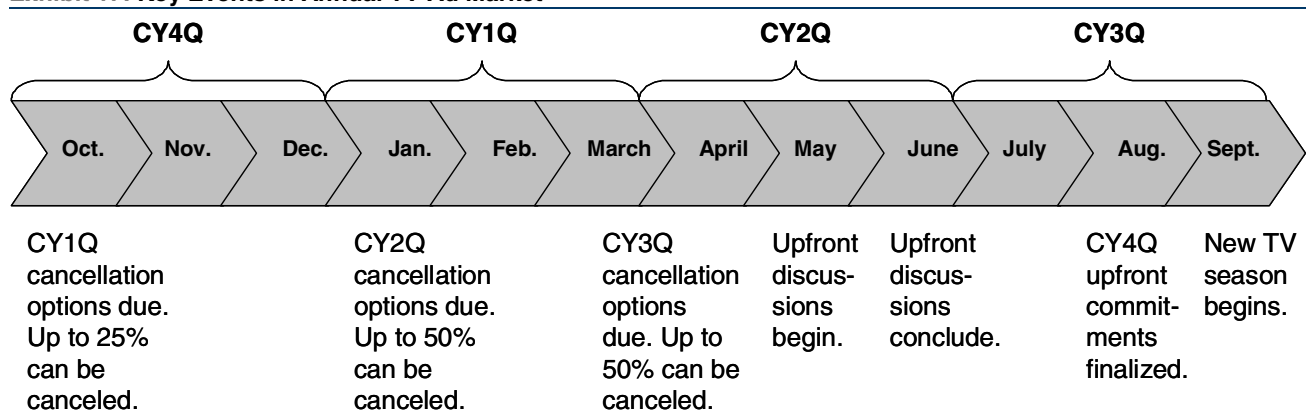 CY4Q CY1Q CY2Q CY3Q
Oct. Nov. Dec. Jan. Feb. March April May June July Aug. Sept.
CY1Q
cancellation
options due.
Up to 25%
can be
canceled.
CY2Q
cancellation
options due.
Up to 50%
can be
canceled.
CY3Q
cancellation
options
due. Up to
50% can be
canceled.
Upfront
discus-
sions
begin.
Upfront
discus-
sions
conclude.
CY4Q
upfront
commit-
ments
finalized.
New TV
season
begins.